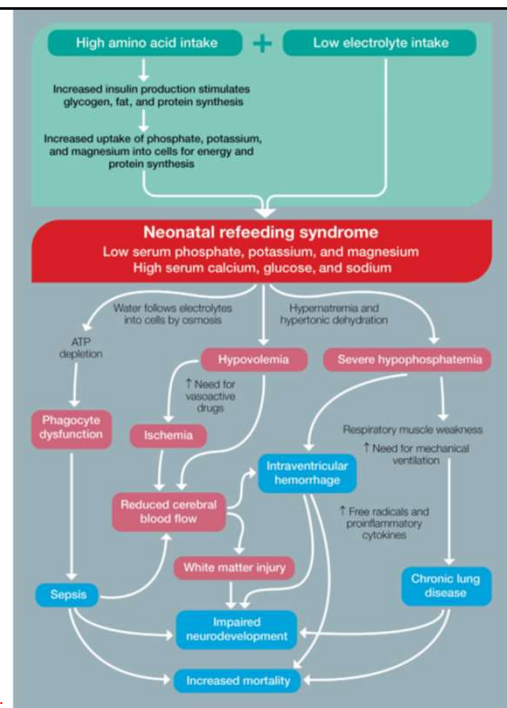 High amino acid intake
+
Low electrolyte intake
Increased insulin production stimulates
glycogen, fat, and protein synthesis
Increased uptake of phosphate, potassium,
and magnesium into cells for energy and
protein synthesis
Neonatal refeeding syndrome
Low serum phosphate, potassium, and magnesium
High serum calcium, glucose, and sodium
Water follows electrolytes
into cells by osmosis
Hypernatremia and
hypertonic dehydration
ATP
depletion
Hypovolemia
Severe hypophosphatemia
↑ Need for
vasoactive
drugs
Phagocyte
dysfunction
Ischemia
Respiratory muscle weakness
↑ Need for mechanical
ventilation
Intraventricular
hemorrhage
Reduced cerebral
blood flow
↑ Free radicals and
proinflammatory
cytokines
White matter injury
Sepsis
Chronic lung
disease
Impaired
neurodevelopment
Increased mortality